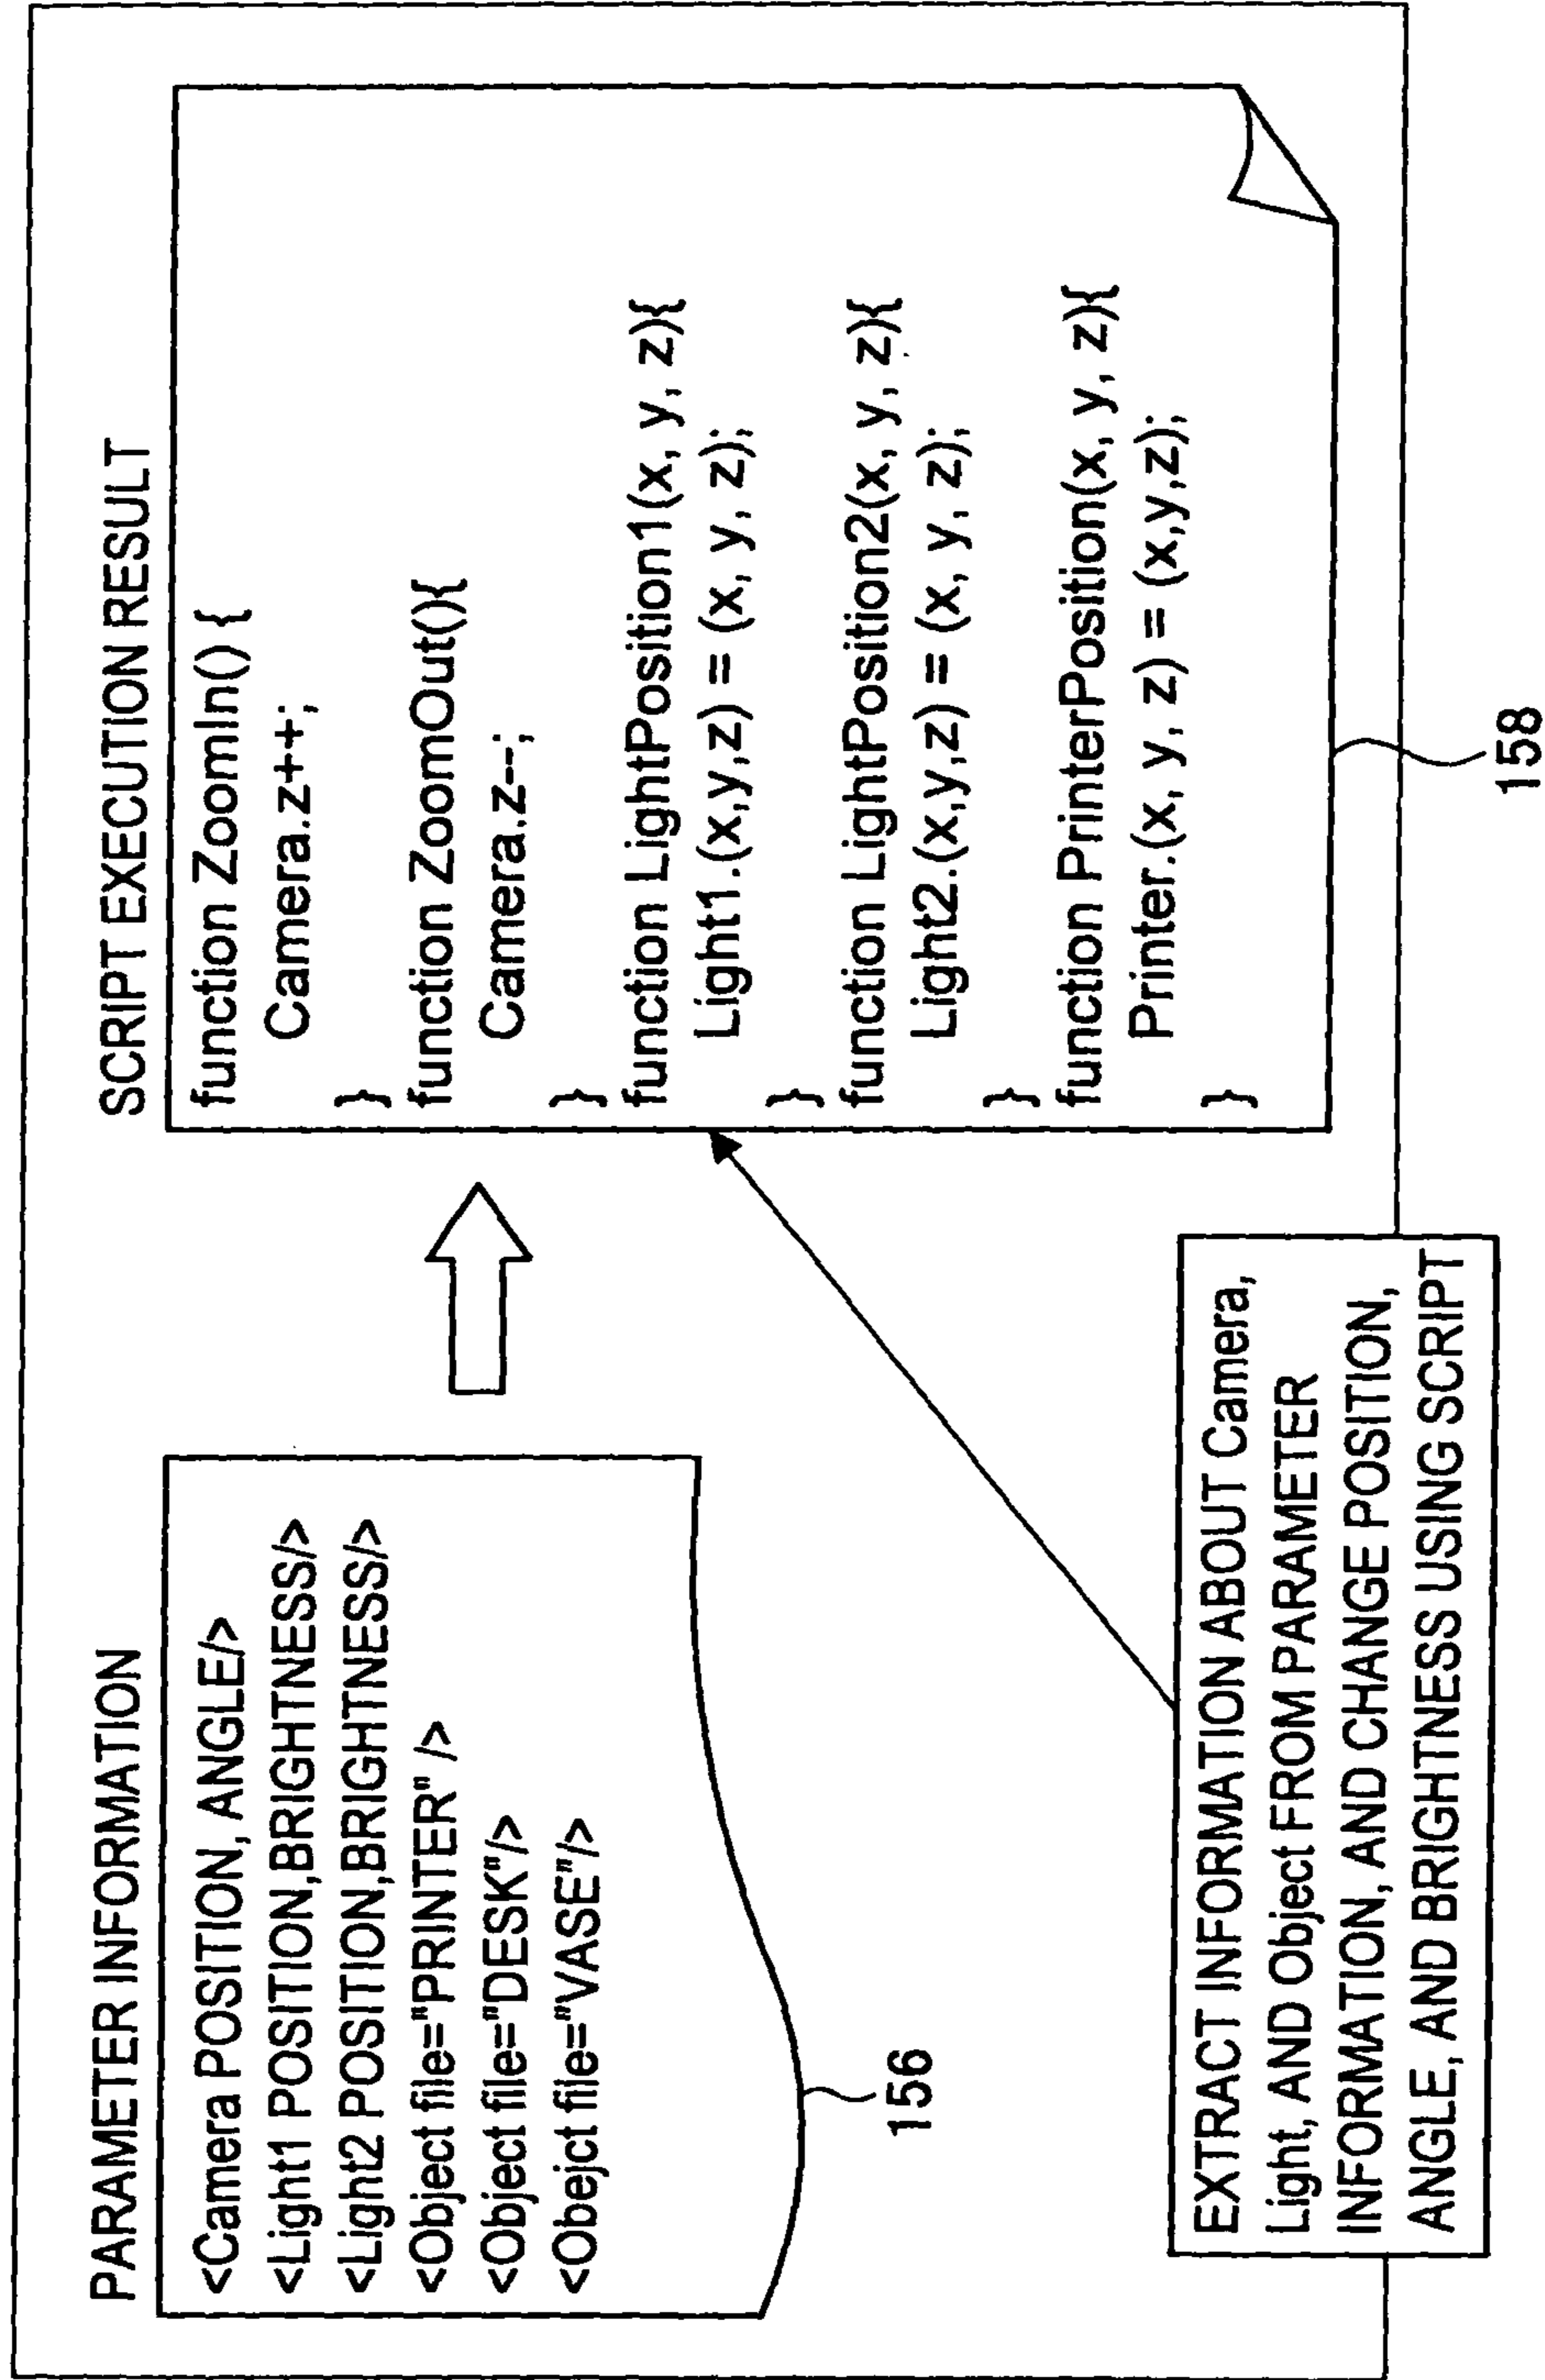 PARAMETER INFORMATION
<Camera POSITION, ANGLE/>
<Light1 POSITION,BRIGHTNESS/>
<Light2 POSITION,BRIGHTNESS/>
<Object file="PRINTER"/>
<Object file="DESK"/>
<Obejct file="VASE"/>
156
SCRIPT EXECUTION RESULT
function ZoomIn() {
Camera.z++;
}
function ZoomOut(){
Camera.z--;
}
function LightPosition1(x, y, z){
Light1.(x,y,z) = (x, y, z);
}
function LightPosition2(x, y, z){
Light2.(x,y,z) = (x, y, z);
}
function PrinterPosition(x, y, z){
Printer.(x, y, z) = (x,y,z);
}
158
EXTRACT INFORMATION ABOUT Camera,
Light, AND Object FROM PARAMETER
INFORMATION, AND CHANGE POSITION,
ANGLE, AND BRIGHTNESS USING SCRIPT